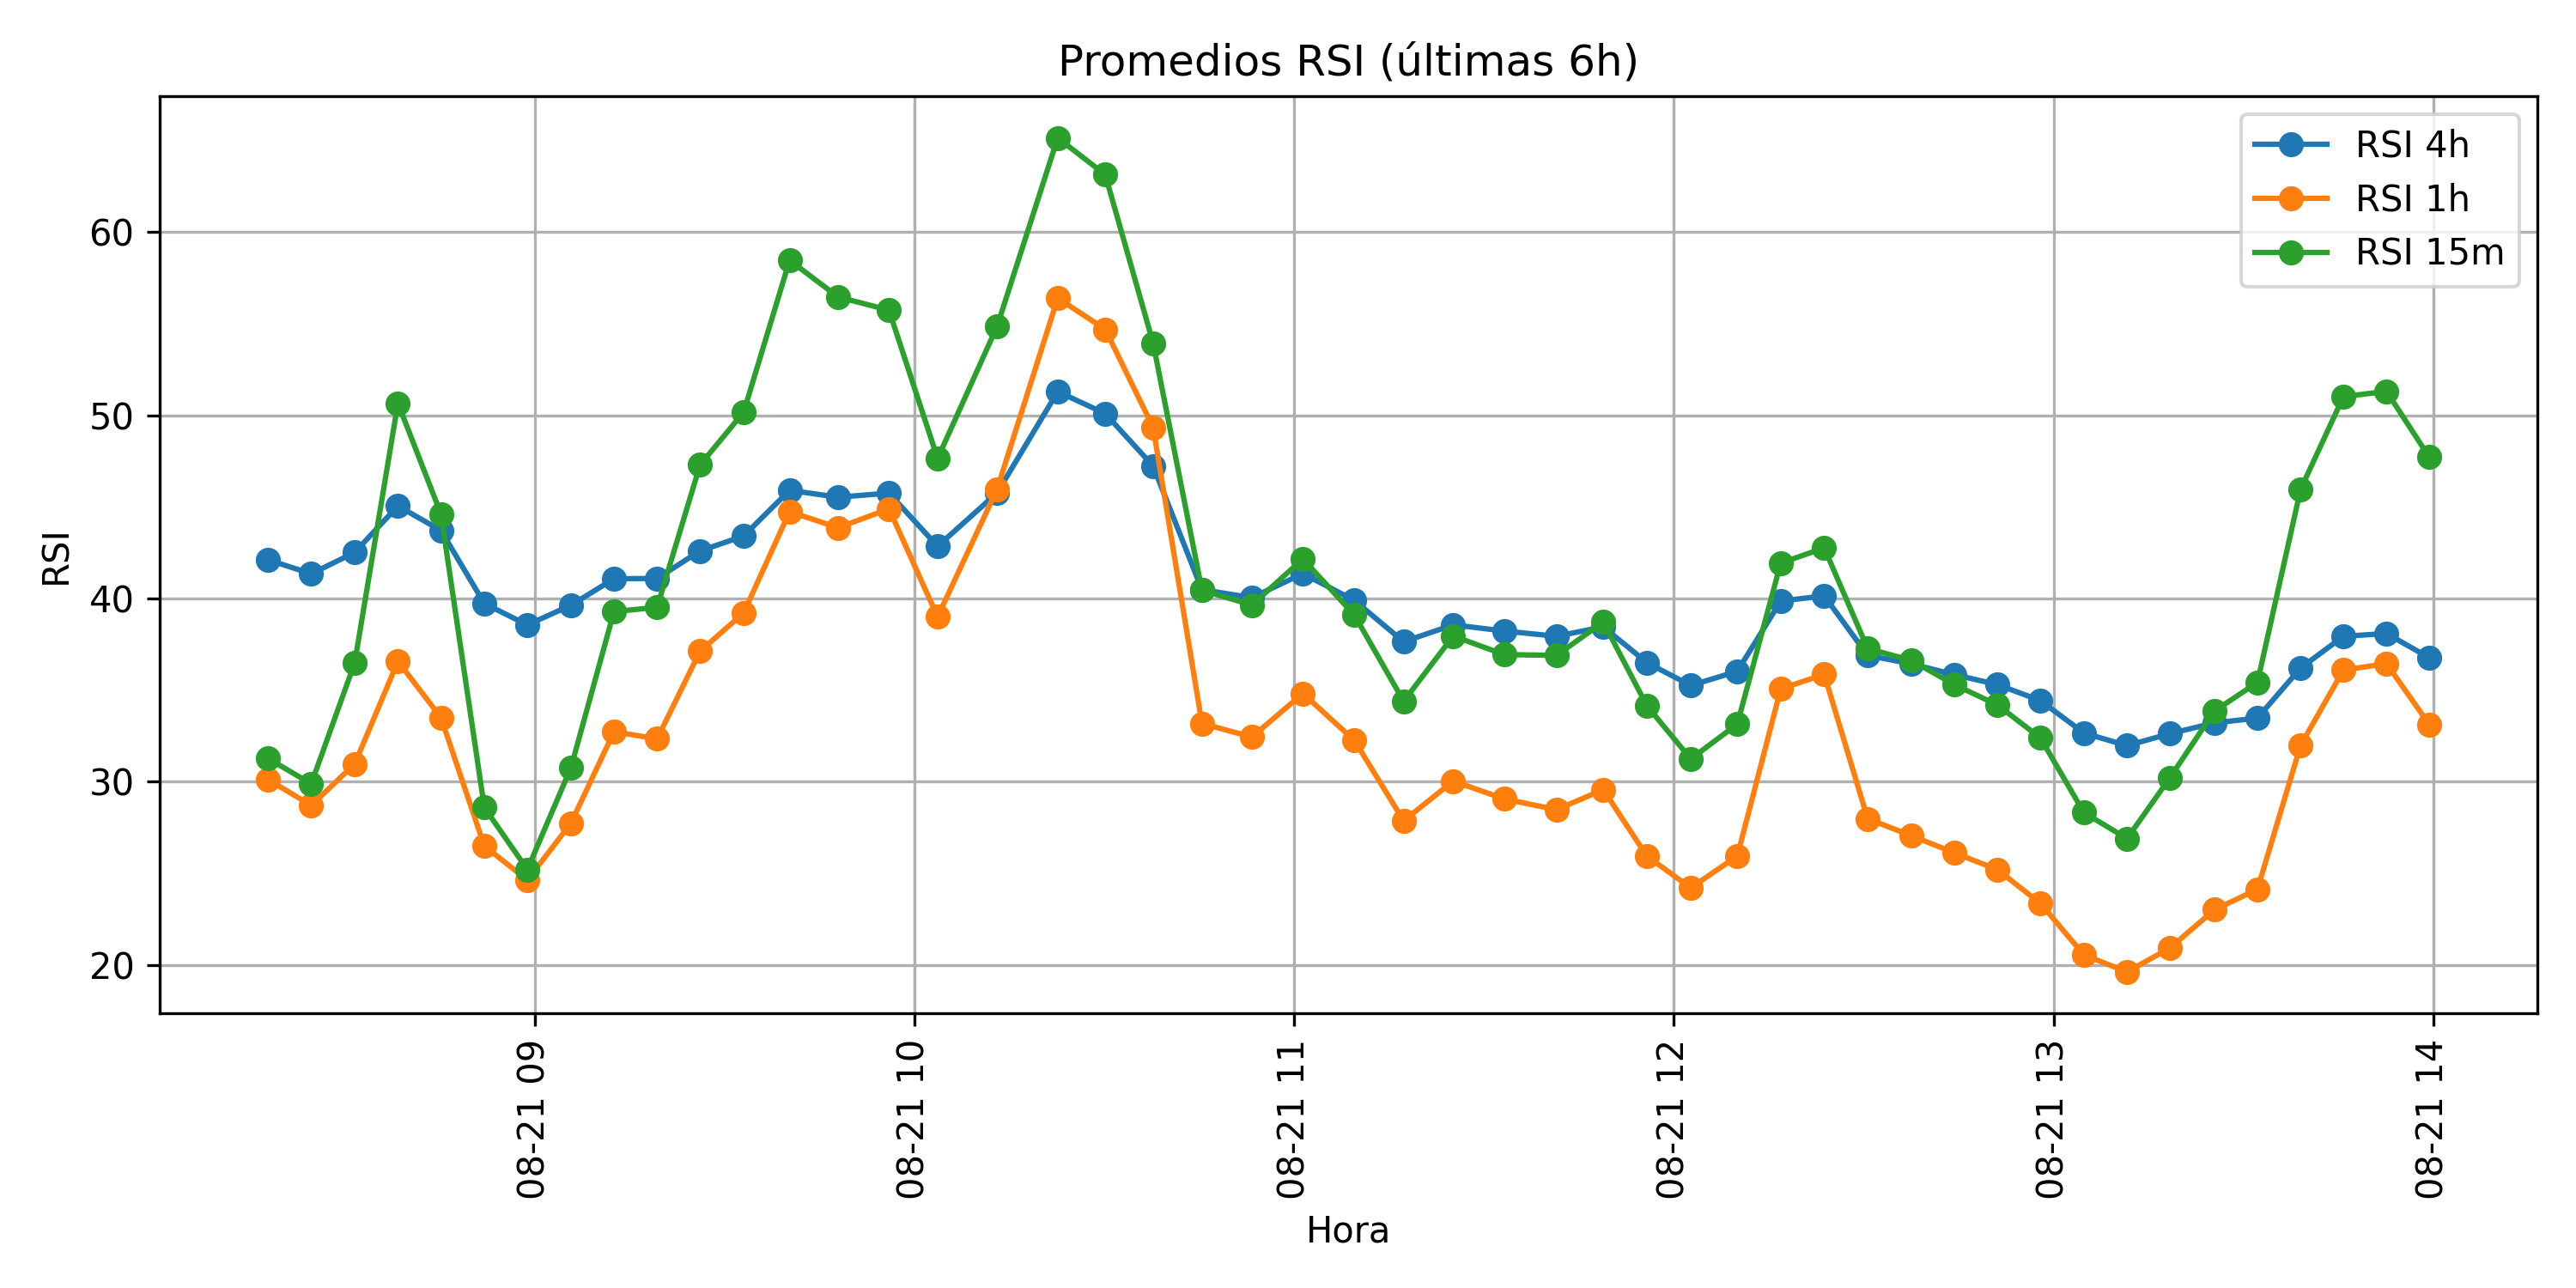 Promedios RSI (últimas 6h)
RSI 4h
RSI 1h
RSI 15m
RSI
60
50
40
30
20
08-21 09
08-21 10
08-21 11
08-21 12
08-21 13
08-21 14
Hora